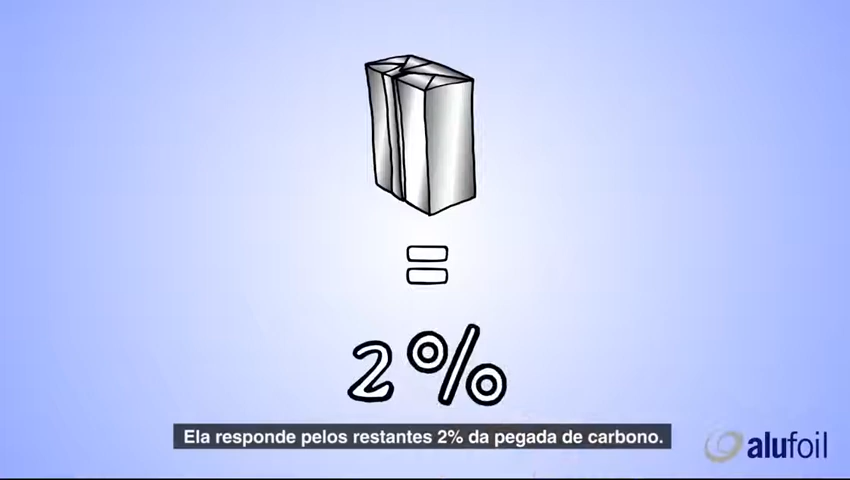 =
2%
Ela responde pelos restantes 2% da pegada de carbono.
alufoil